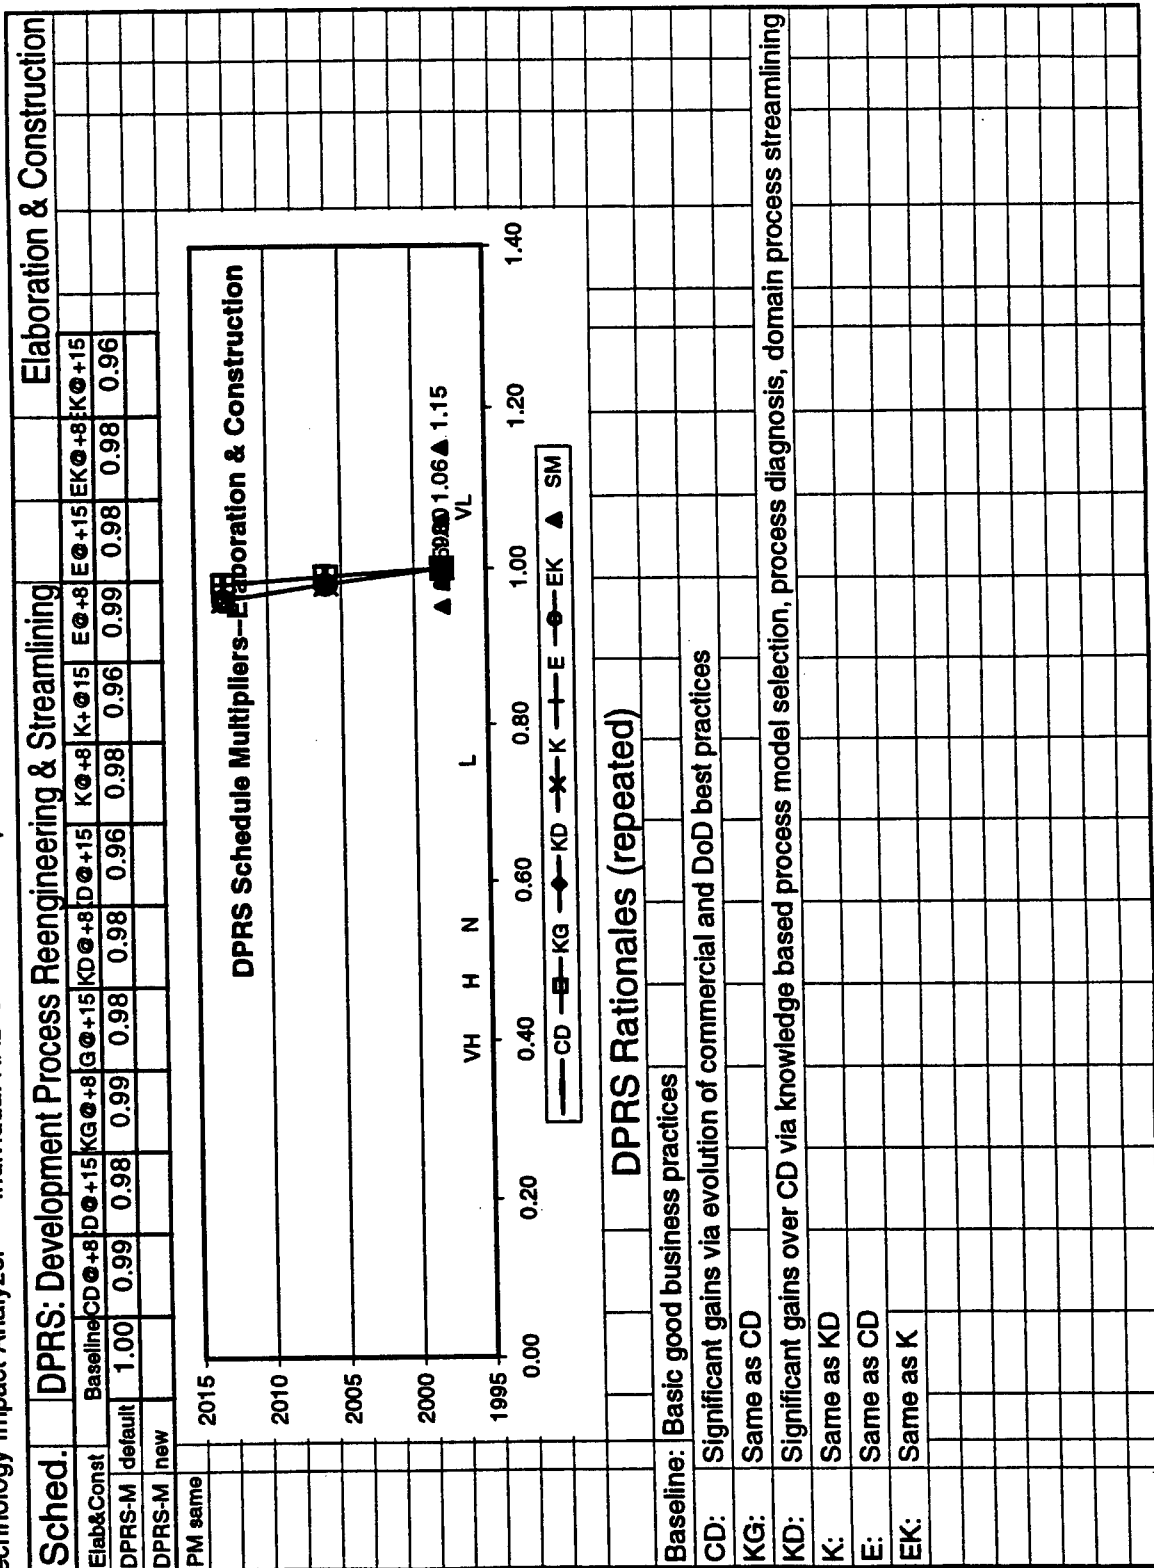 Technology Impact Analyzer
Sched. DPRS: Development Process Reengineering & Streamlining Elaboration & Construction
Elab&Const Baseline CD@+8 CD@+15 KG@+8 KG@+15 KD@+8 KD@+15 K@+8 K+@15 E@+8 E@+15 EK@+8 EK@+15
DPRS-M default 1.00 0.99 0.98 0.99 0.98 0.98 0.96 0.98 0.96 0.99 0.98 0.98 0.96
DPRS-M new
PM same
DPRS Schedule Multipliers--Elaboration & Construction
2015
2010
2005
2000
1995
1.06 1.15
VH H N L VL
0.00 0.20 0.40 0.60 0.80 1.00 1.20 1.40
CD KG KD K E EK SM
DPRS Rationales (repeated)
Baseline: Basic good business practices
CD: Significant gains via evolution of commercial and DoD best practices
KG: Same as CD
KD: Significant gains over CD via knowledge based process model selection, process diagnosis, domain process streamlining
K: Same as KD
E: Same as CD
EK: Same as K